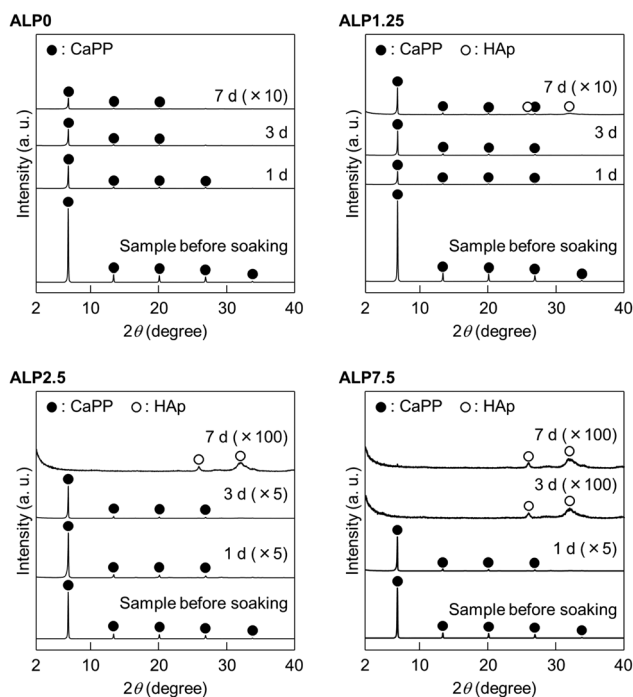 ALP0
● : CaPP
7 d (×10)
3 d
1 d
Sample before soaking
Intensity (a. u.)
2 10 20 30 40
2θ (degree)
ALP1.25
● : CaPP ○ : HAp
7 d (×10)
3 d
1 d
Sample before soaking
Intensity (a. u.)
2 10 20 30 40
2θ (degree)
ALP2.5
● : CaPP ○ : HAp
7 d (×100)
3 d (×5)
1 d (×5)
Sample before soaking
Intensity (a. u.)
2 10 20 30 40
2θ (degree)
ALP7.5
● : CaPP ○ : HAp
7 d (×100)
3 d (×100)
1 d (×5)
Sample before soaking
Intensity (a. u.)
2 10 20 30 40
2θ (degree)